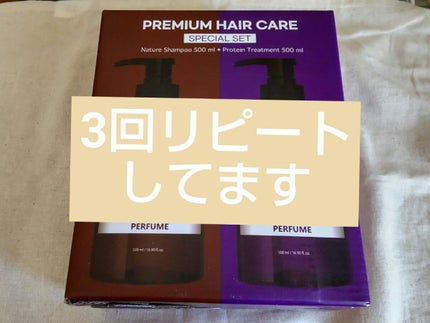 PREMIUM HAIR CARE
SPECIAL SET
Nature Shampoo 500 ml + Protein Treatment 500 ml
3回リピート
してます
PERFUME
PERFUME